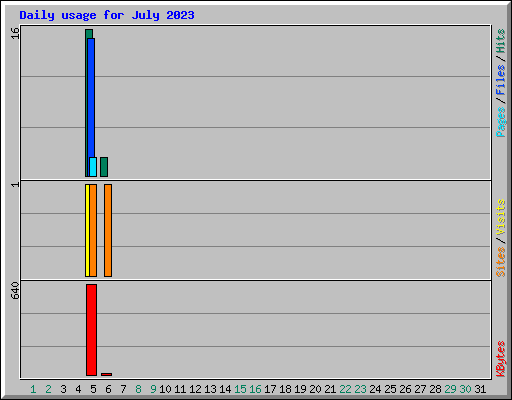 Daily usage for July 2023
16
Pages / Files / Hits
1
Sites / Visits
640
KBytes
1 2 3 4 5 6 7 8 9 10 11 12 13 14 15 16 17 18 19 20 21 22 23 24 25 26 27 28 29 30 31